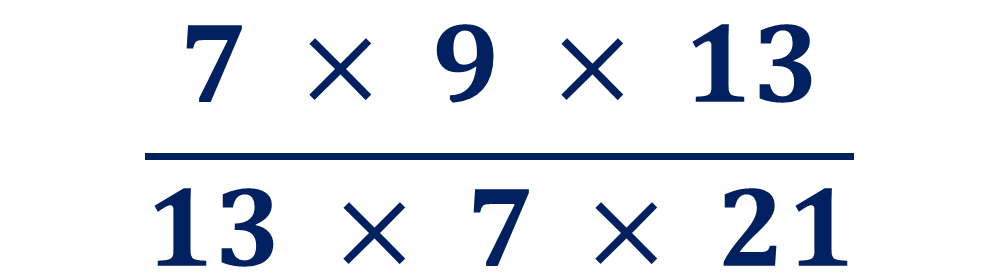 7 × 9 × 13
13 × 7 × 21